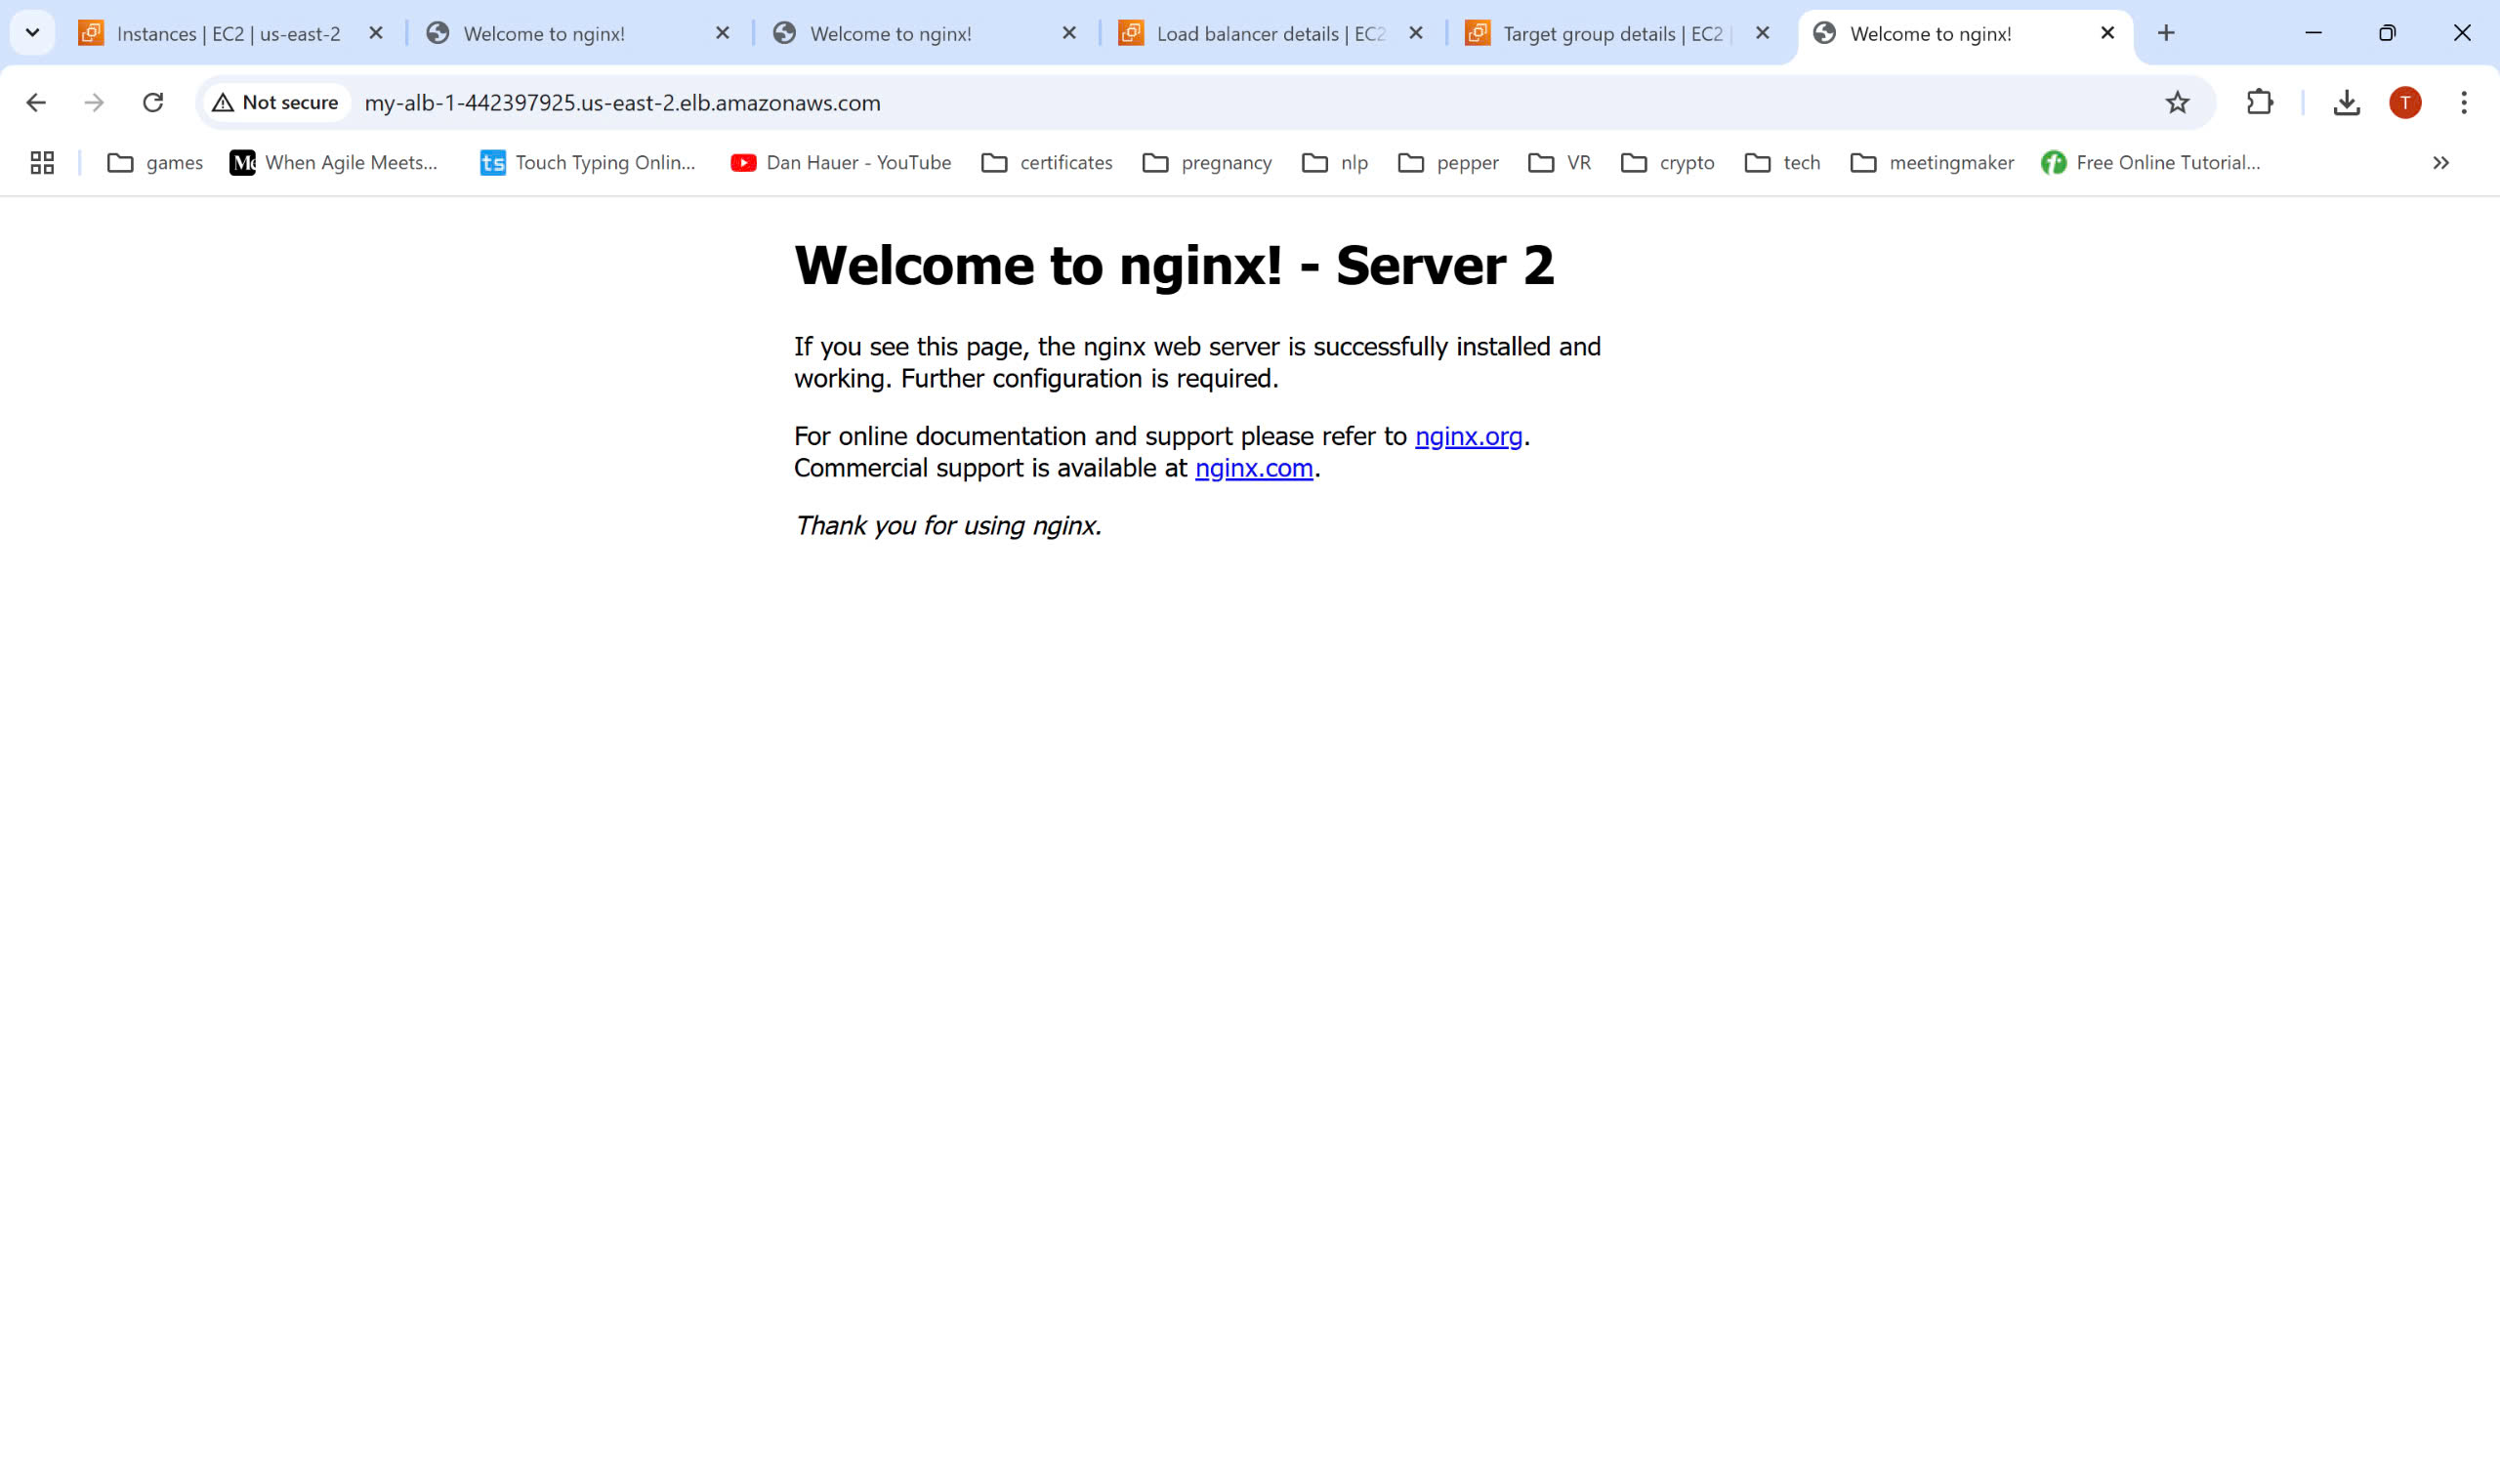 Instances | EC2 | us-east-2
Welcome to nginx!
Welcome to nginx!
Load balancer details | EC2
Target group details | EC2 |
Welcome to nginx!
Not secure
my-alb-1-442397925.us-east-2.elb.amazonaws.com
T
games
When Agile Meets...
ts
Touch Typing Onlin...
Dan Hauer - YouTube
certificates
pregnancy
nlp
pepper
VR
crypto
tech
meetingmaker
Free Online Tutorial...
Welcome to nginx! - Server 2
If you see this page, the nginx web server is successfully installed and
working. Further configuration is required.
For online documentation and support please refer to nginx.org.
Commercial support is available at nginx.com.
Thank you for using nginx.